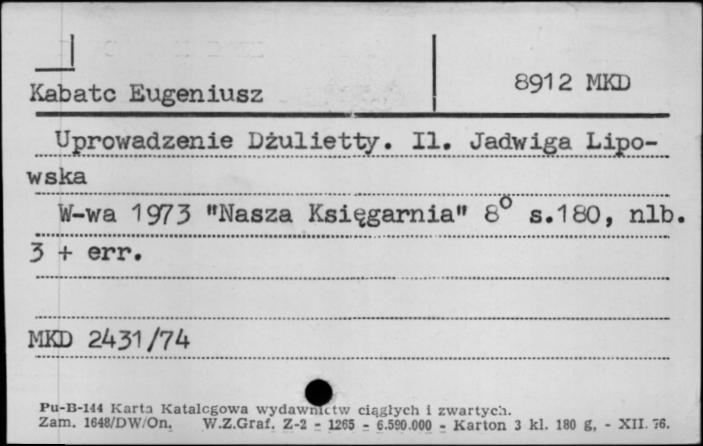 Kabatc Eugeniusz
8912 MKD
Uprowadzenie Dżulietty. Il. Jadwiga Lipo-
wska
W-wa 1973 "Nasza Księgarnia" 8° s.180, nlb.
3 + err.
MKD 2431/74
Pu-B-144 Karta Katalogowa wydawnictw ciągłych i zwartych.
Zam. 1648/DW/On. W.Z.Graf. Z-2 - 1265 - 6.590.000 - Karton 3 kl. 180 g. - XII. 76.